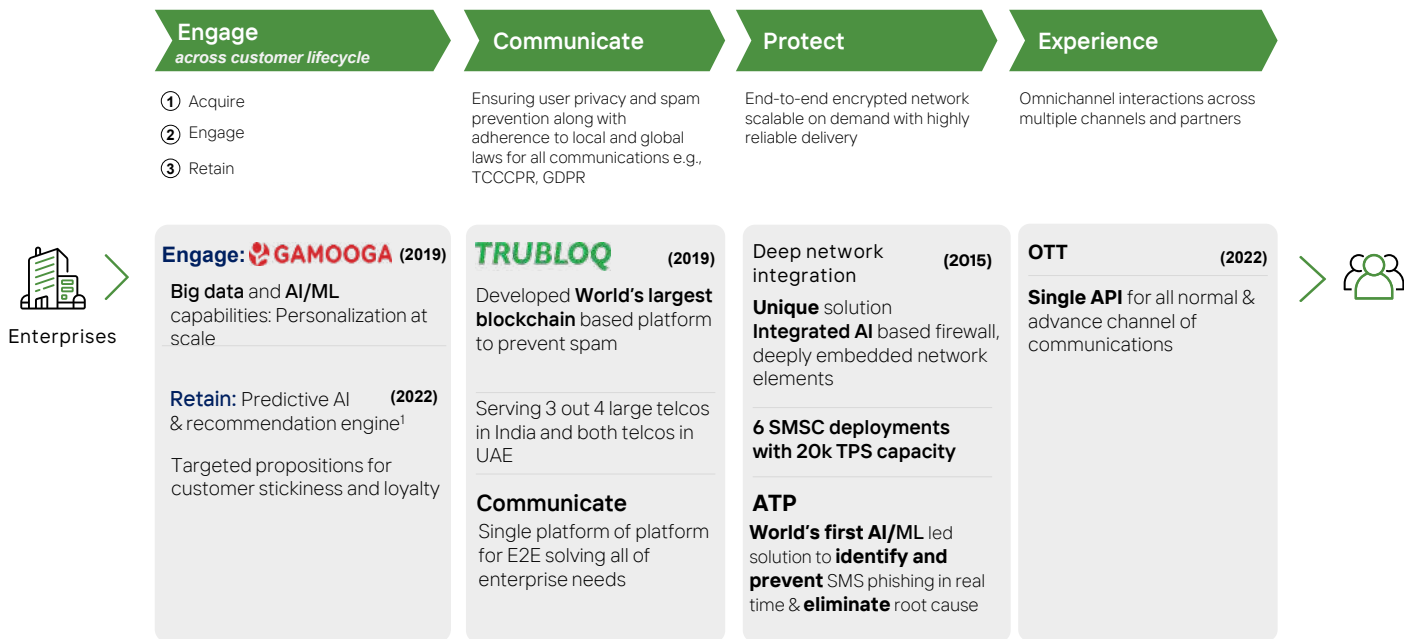 Engage
across customer lifecycle
Communicate
Protect
Experience
1 Acquire
2 Engage
3 Retain
Ensuring user privacy and spam
prevention along with
adherence to local and global
laws for all communications e.g.,
TCCCPR, GDPR
End-to-end encrypted network
scalable on demand with highly
reliable delivery
Omnichannel interactions across
multiple channels and partners
Enterprises
Engage: GAMOOGA (2019)
Big data and AI/ML
capabilities: Personalization at
scale
Retain: Predictive AI (2022)
& recommendation engine1
Targeted propositions for
customer stickiness and loyalty
TRUBLOQ (2019)
Developed World's largest
blockchain based platform
to prevent spam
Serving 3 out 4 large telcos
in India and both telcos in
UAE
Communicate
Single platform of platform
for E2E solving all of
enterprise needs
Deep network
integration (2015)
Unique solution
Integrated AI based firewall,
deeply embedded network
elements
6 SMSC deployments
with 20k TPS capacity
ATP
World's first AI/ML led
solution to identify and
prevent SMS phishing in real
time & eliminate root cause
OTT (2022)
Single API for all normal &
advance channel of
communications